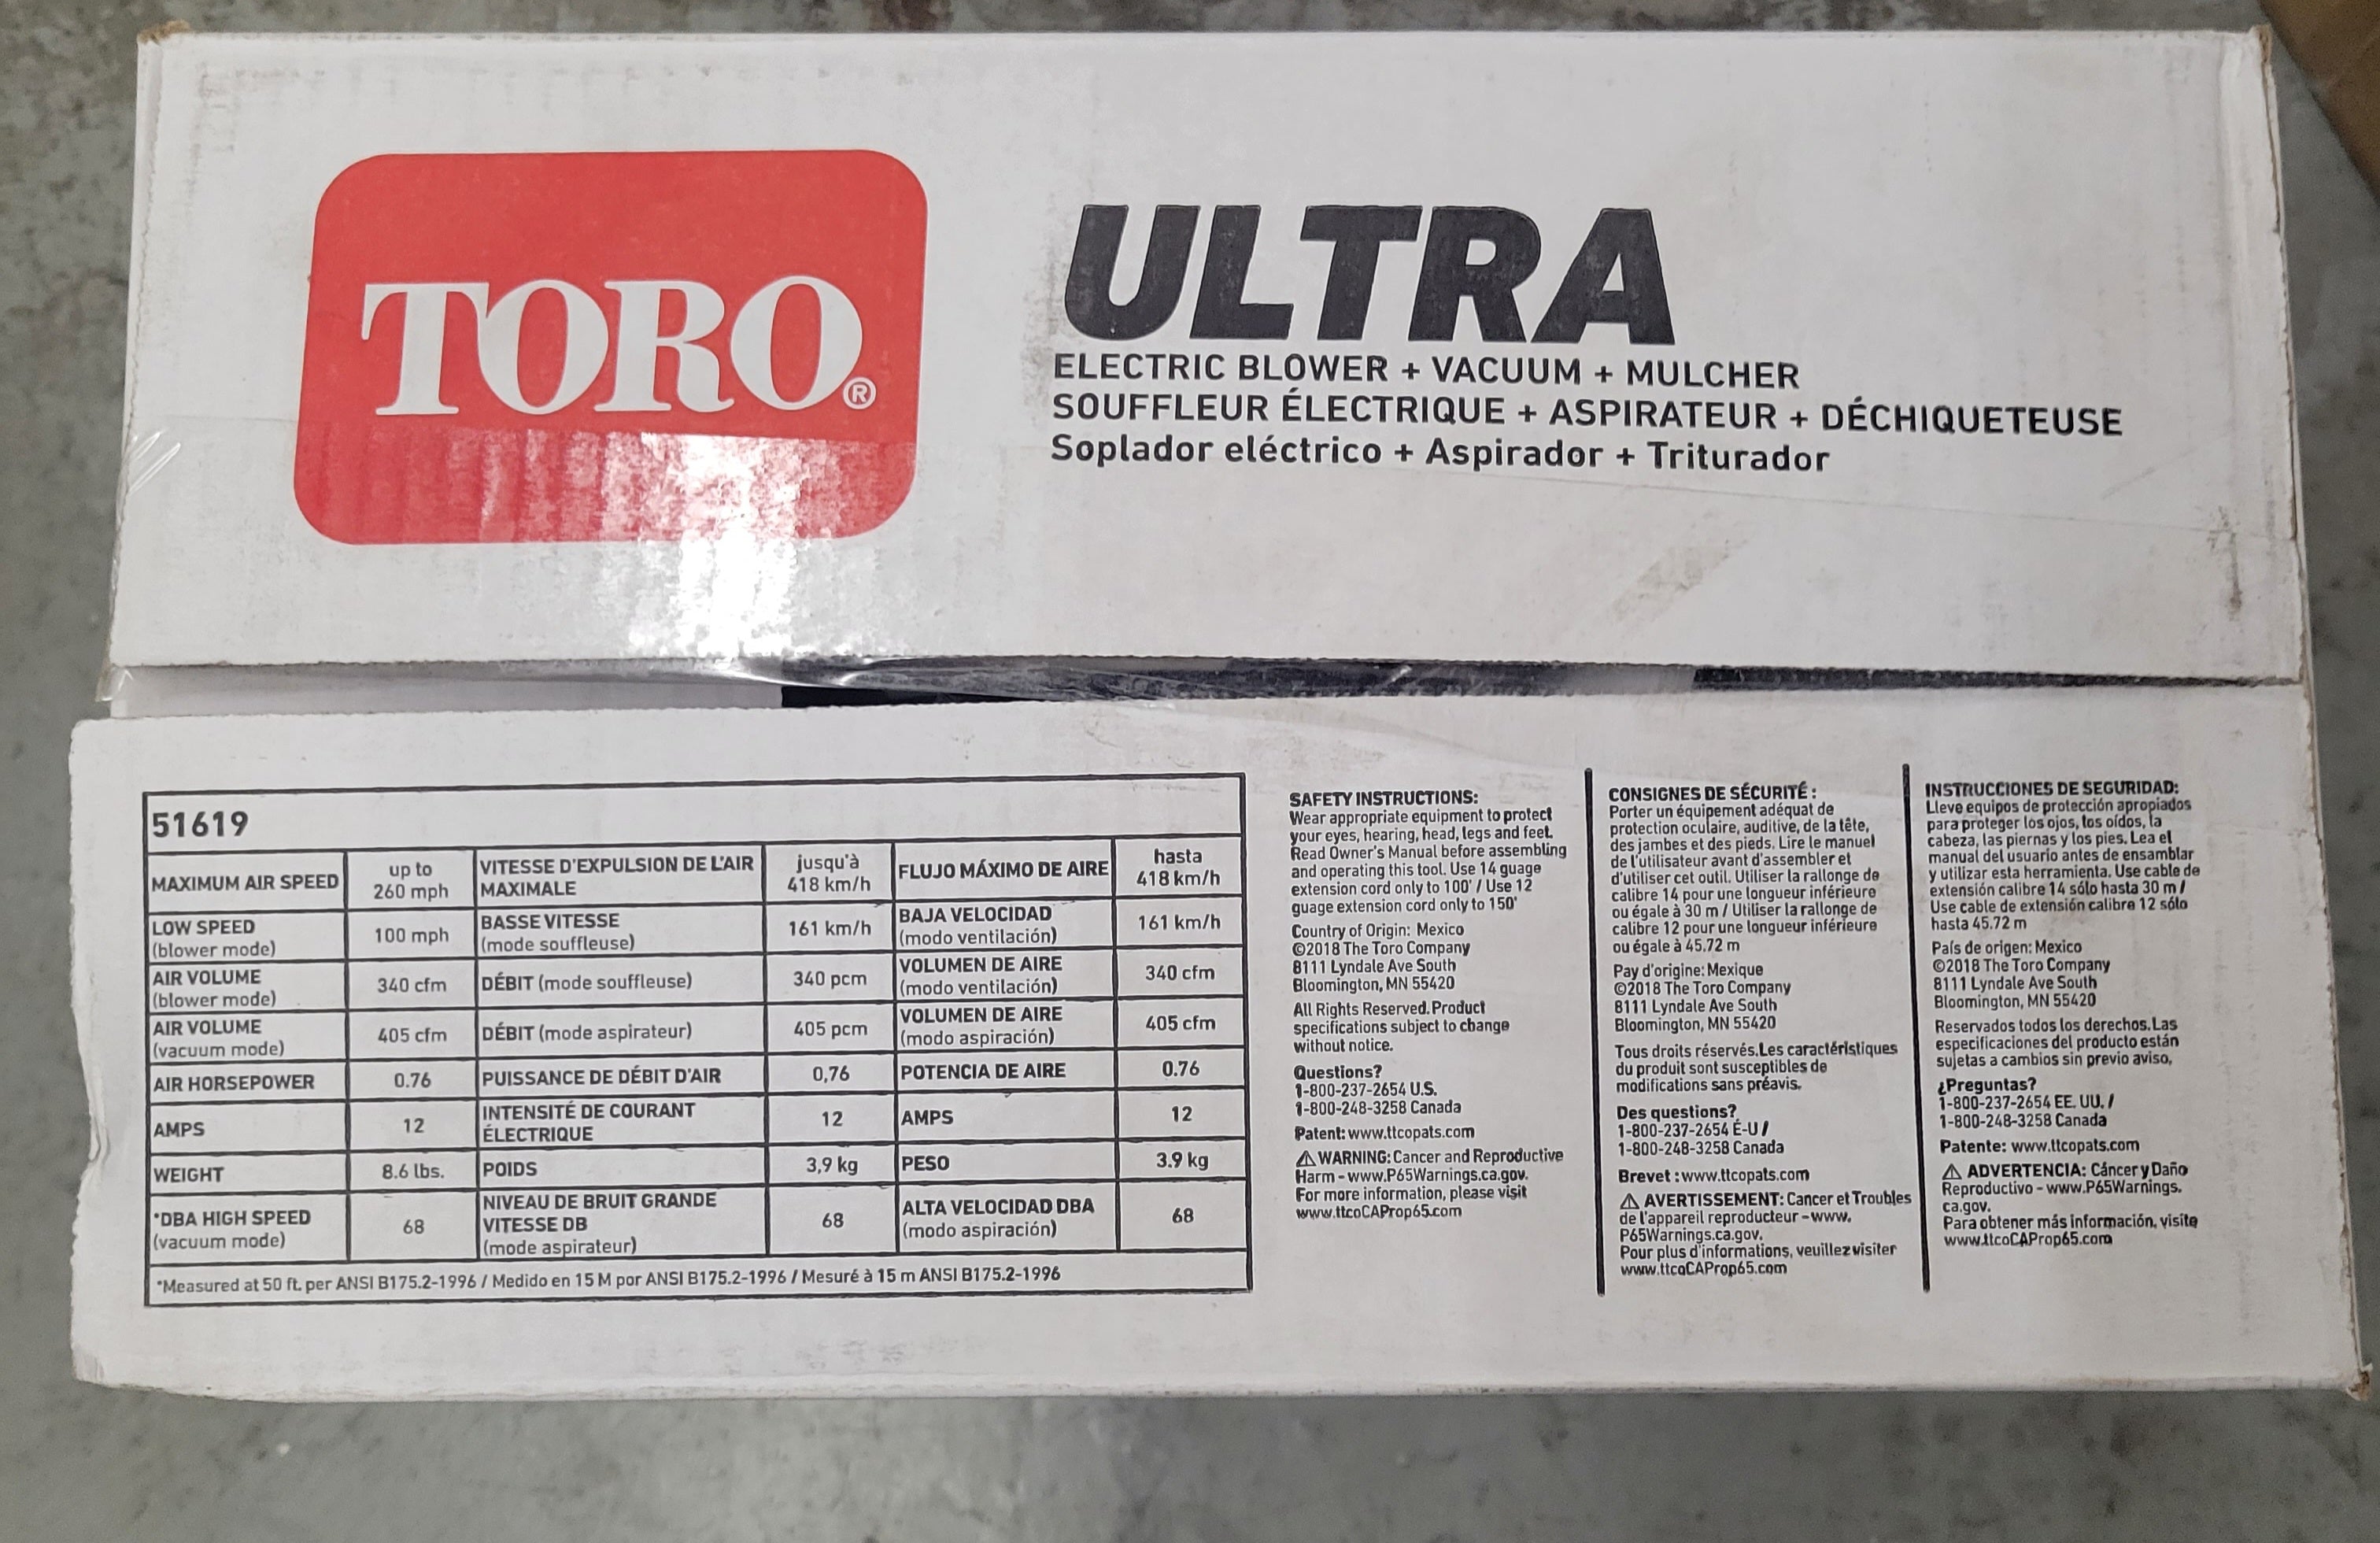 TORO®
ULTRA
ELECTRIC BLOWER + VACUUM + MULCHER
SOUFFLEUR ÉLECTRIQUE + ASPIRATEUR + DÉCHIQUETEUSE
Soplador eléctrico + Aspirador + Triturador
51619
MAXIMUM AIR SPEED up to 260 mph VITESSE D'EXPULSION DE L'AIR MAXIMALE jusqu'à 418 km/h FLUJO MÁXIMO DE AIRE hasta 418 km/h
LOW SPEED (blower mode) 100 mph BASSE VITESSE (mode souffleuse) 161 km/h BAJA VELOCIDAD (modo ventilación) 161 km/h
AIR VOLUME (blower mode) 340 cfm DÉBIT (mode souffleuse) 340 pcm VOLUMEN DE AIRE (modo ventilación) 340 cfm
AIR VOLUME (vacuum mode) 405 cfm DÉBIT (mode aspirateur) 405 pcm VOLUMEN DE AIRE (modo aspiración) 405 cfm
AIR HORSEPOWER 0.76 PUISSANCE DE DÉBIT D'AIR 0,76 POTENCIA DE AIRE 0.76
AMPS 12 INTENSITÉ DE COURANT ÉLECTRIQUE 12 AMPS 12
WEIGHT 8.6 lbs. POIDS 3,9 kg PESO 3.9 kg
*DBA HIGH SPEED (vacuum mode) 68 NIVEAU DE BRUIT GRANDE VITESSE DB (mode aspirateur) 68 ALTA VELOCIDAD DBA (modo aspiración) 68
*Measured at 50 ft. per ANSI B175.2-1996 / Medido en 15 M por ANSI B175.2-1996 / Mesuré à 15 m ANSI B175.2-1996
SAFETY INSTRUCTIONS:
Wear appropriate equipment to protect
your eyes, hearing, head, legs and feet.
Read Owner's Manual before assembling
and operating this tool. Use 14 guage
extension cord only to 100' / Use 12
guage extension cord only to 150'
Country of Origin: Mexico
©2018 The Toro Company
8111 Lyndale Ave South
Bloomington, MN 55420
All Rights Reserved. Product
specifications subject to change
without notice.
Questions?
1-800-237-2654 U.S.
1-800-248-3258 Canada
Patent: www.ttcopats.com
⚠ WARNING: Cancer and Reproductive
Harm - www.P65Warnings.ca.gov.
For more information, please visit
www.ttcoCAProp65.com
CONSIGNES DE SÉCURITÉ :
Porter un équipement adéquat de
protection oculaire, auditive, de la tête,
des jambes et des pieds. Lire le manuel
de l'utilisateur avant d'assembler et
d'utiliser cet outil. Utiliser la rallonge de
calibre 14 pour une longueur inférieure
ou égale à 30 m / Utiliser la rallonge de
calibre 12 pour une longueur inférieure
ou égale à 45.72 m
Pay d'origine: Mexique
©2018 The Toro Company
8111 Lyndale Ave South
Bloomington, MN 55420
Tous droits réservés. Les caractéristiques
du produit sont susceptibles de
modifications sans préavis.
Des questions?
1-800-237-2654 É-U /
1-800-248-3258 Canada
Brevet : www.ttcopats.com
⚠ AVERTISSEMENT: Cancer et Troubles
de l'appareil reproducteur - www.
P65Warnings.ca.gov.
Pour plus d'informations, veuillez visiter
www.ttcoCAProp65.com
INSTRUCCIONES DE SEGURIDAD:
Lleve equipos de protección apropiados
para proteger los ojos, los oídos, la
cabeza, las piernas y los pies. Lea el
manual del usuario antes de ensamblar
y utilizar esta herramienta. Use cable de
extensión calibre 14 sólo hasta 30 m /
Use cable de extensión calibre 12 sólo
hasta 45.72 m
País de origen: Mexico
©2018 The Toro Company
8111 Lyndale Ave South
Bloomington, MN 55420
Reservados todos los derechos. Las
especificaciones del producto están
sujetas a cambios sin previo aviso.
¿Preguntas?
1-800-237-2654 EE. UU. /
1-800-248-3258 Canada
Patente: www.ttcopats.com
⚠ ADVERTENCIA: Cáncer y Daño
Reproductivo - www.P65Warnings.
ca.gov.
Para obtener más información, visite
www.ttcoCAProp65.com